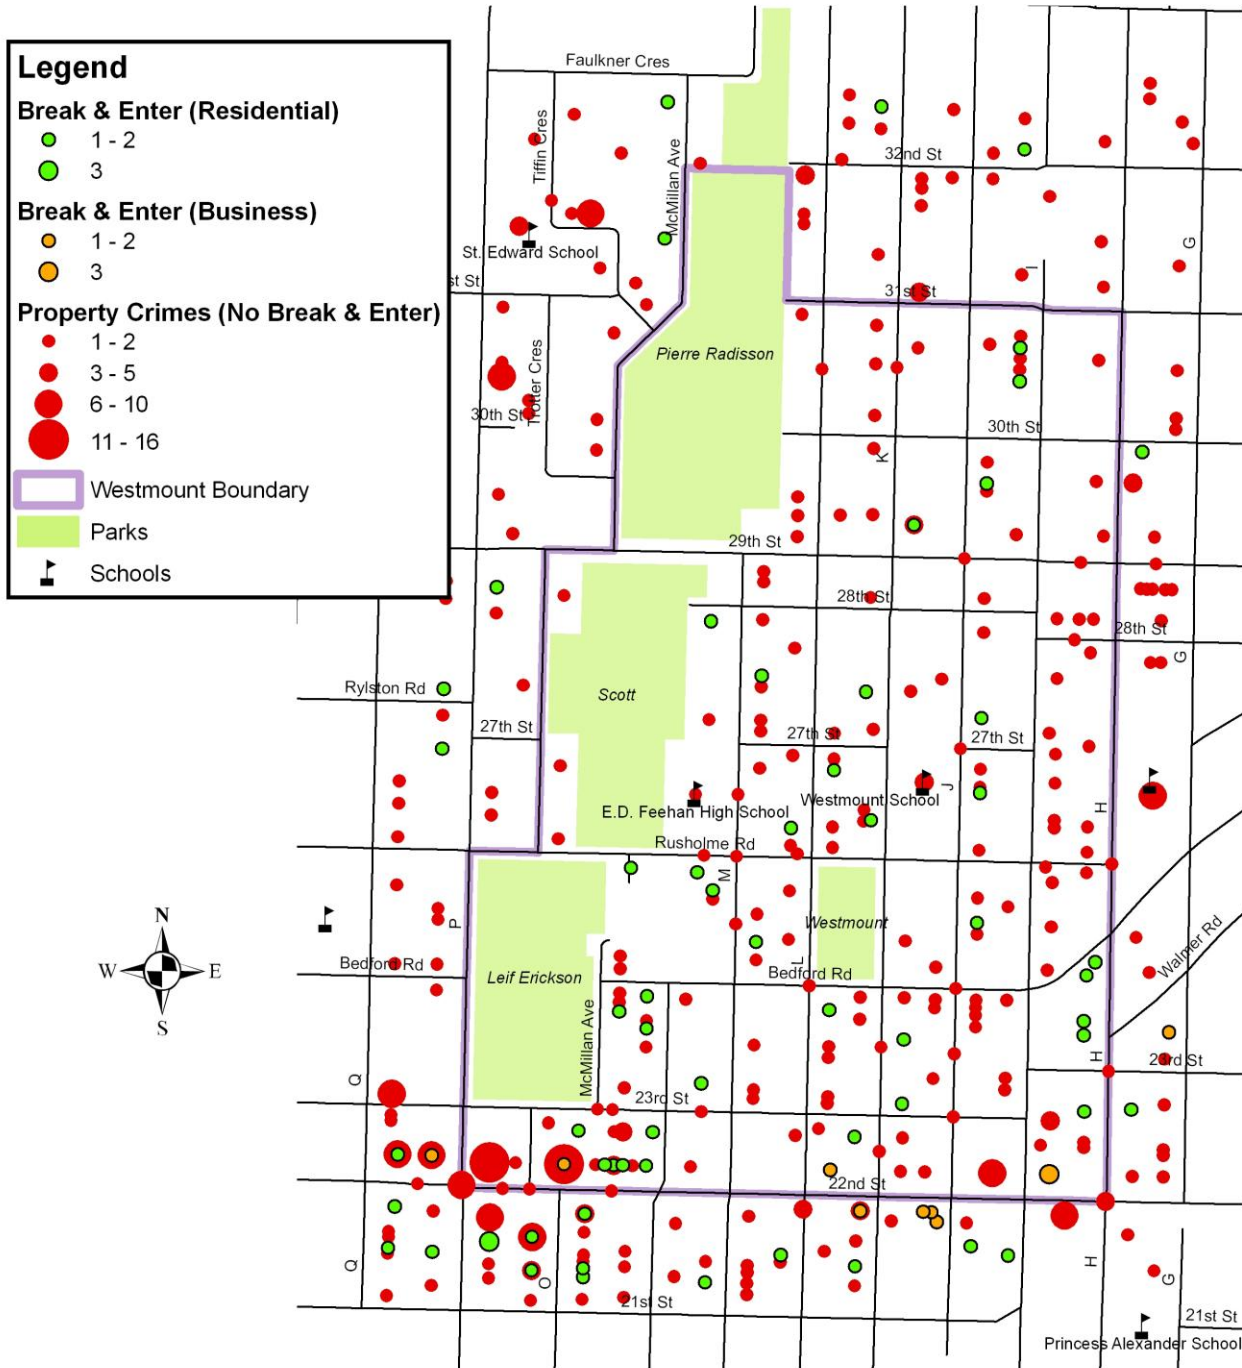 Legend
Break & Enter (Residential)
1 - 2
3
Break & Enter (Business)
1 - 2
3
Property Crimes (No Break & Enter)
1 - 2
3 - 5
6 - 10
11 - 16
Westmount Boundary
Parks
Schools
Faulkner Cres
Tiffin Cres
McMillan Ave
32nd St
St. Edward School
G
st St
I
31st St
Pierre Radisson
Trotter Cres
30th St
30th St
K
29th St
28th St
28th St
G
Rylston Rd
Scott
27th St
27th St
27th St
E.D. Feehan High School
Westmount School
J
H
Rusholme Rd
M
P
Westmount
L
Walmer Rd
Bedford Rd
Bedford Rd
Leif Erickson
N
W
E
S
McMillan Ave
H
23rd St
Q
23rd St
22nd St
Q
O
H
G
21st St
21st St
Princess Alexander School